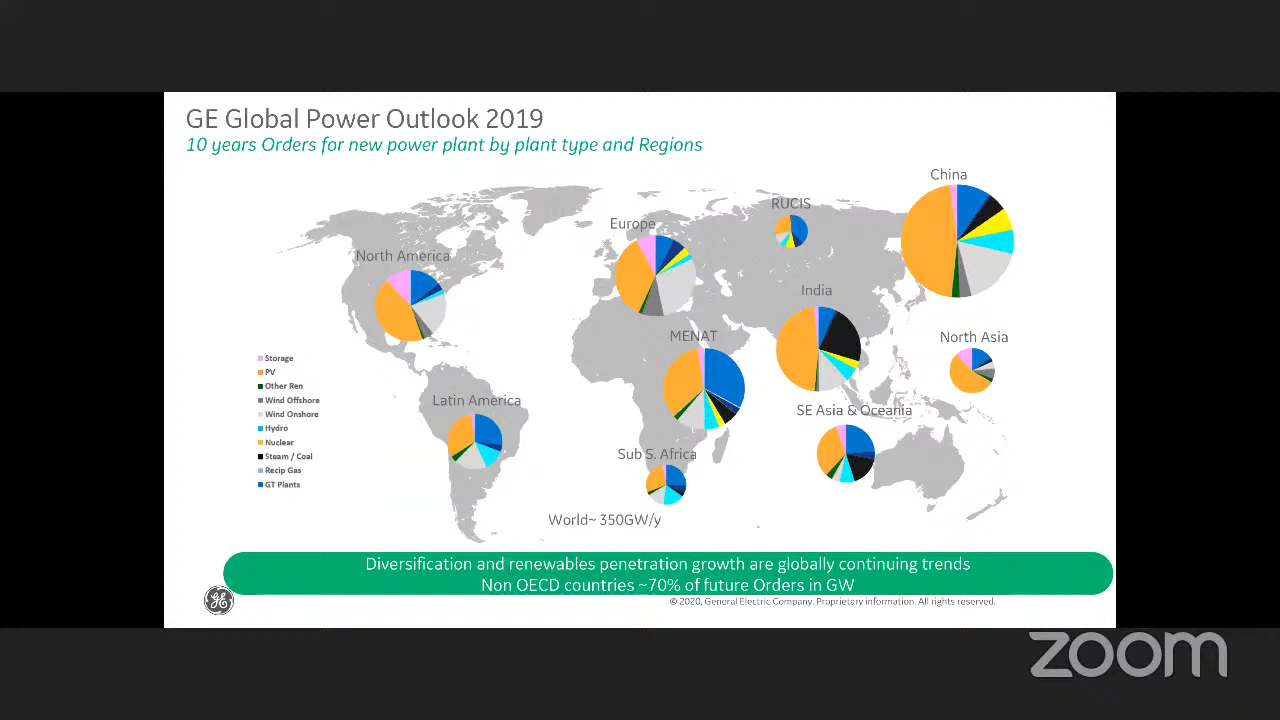 GE Global Power Outlook 2019
10 years Orders for new power plant by plant type and Regions
China
RUCIS
Europe
North America
India
MENAT
North Asia
Storage
PV
Other Ren
Wind Offshore
Wind Onshore
Hydro
Nuclear
Steam / Coal
Recip Gas
GT Plants
Latin America
SE Asia & Oceania
Sub S. Africa
World~ 350GW/y
Diversification and renewables penetration growth are globally continuing trends
Non OECD countries ~70% of future Orders in GW
GE
© 2020, General Electric Company. Proprietary information. All rights reserved.
zoom